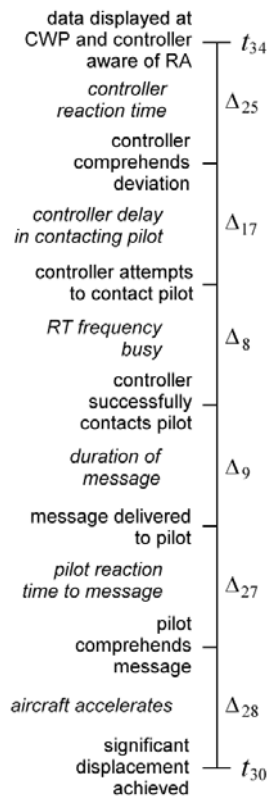 data displayed at
CWP and controller
aware of RA
t34
controller
reaction time
Δ25
controller
comprehends
deviation
controller delay
in contacting pilot
Δ17
controller attempts
to contact pilot
RT frequency
busy
Δ8
controller
successfully
contacts pilot
duration of
message
Δ9
message delivered
to pilot
pilot reaction
time to message
Δ27
pilot
comprehends
message
aircraft accelerates
Δ28
significant
displacement
achieved
t30